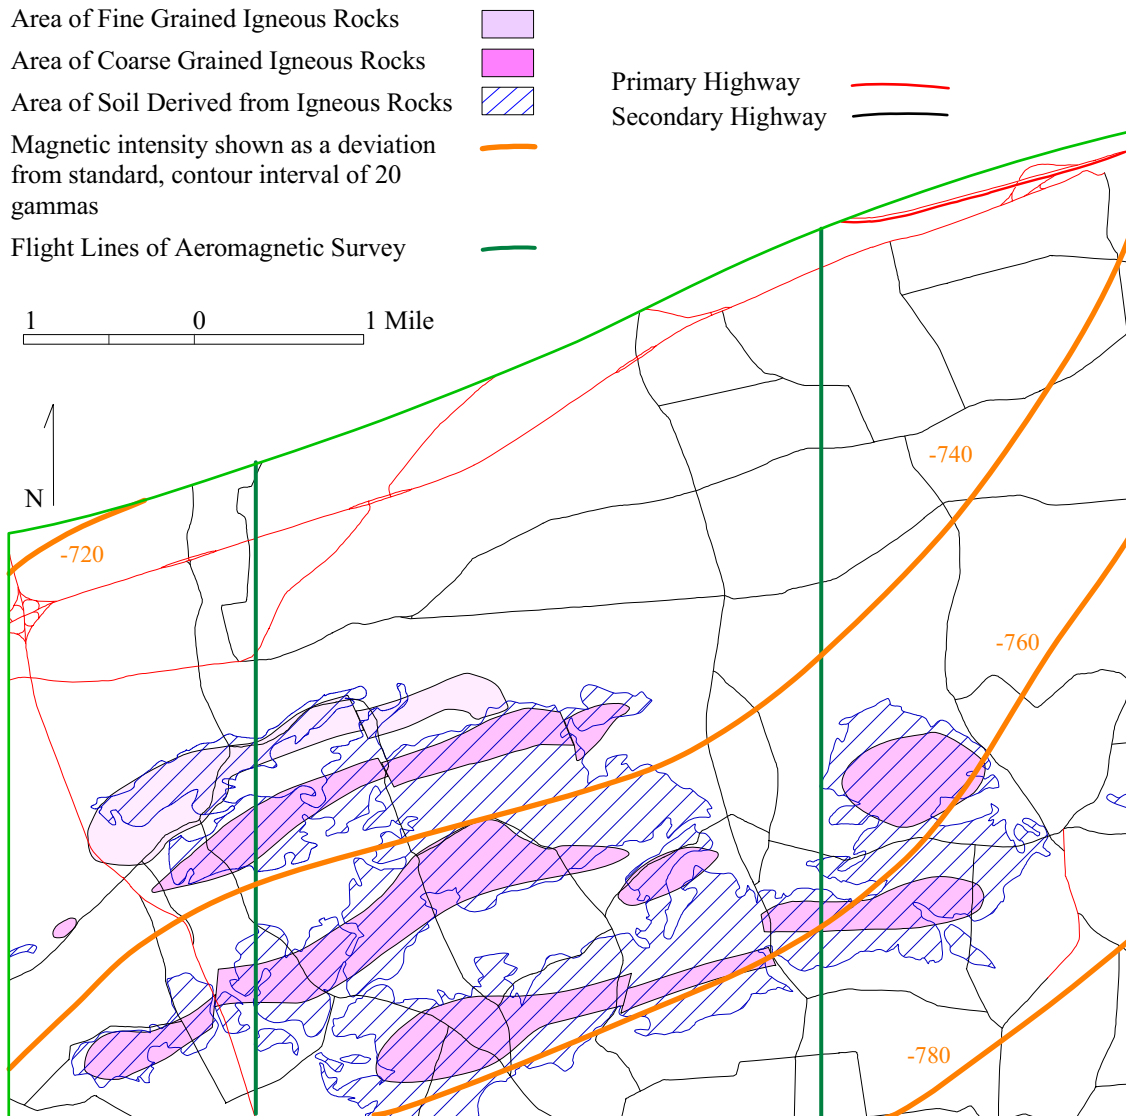 Area of Fine Grained Igneous Rocks
Area of Coarse Grained Igneous Rocks
Area of Soil Derived from Igneous Rocks
Magnetic intensity shown as a deviation
from standard, contour interval of 20
gammas
Flight Lines of Aeromagnetic Survey
Primary Highway
Secondary Highway
1 0 1 Mile
N
-740
-720
-760
-780